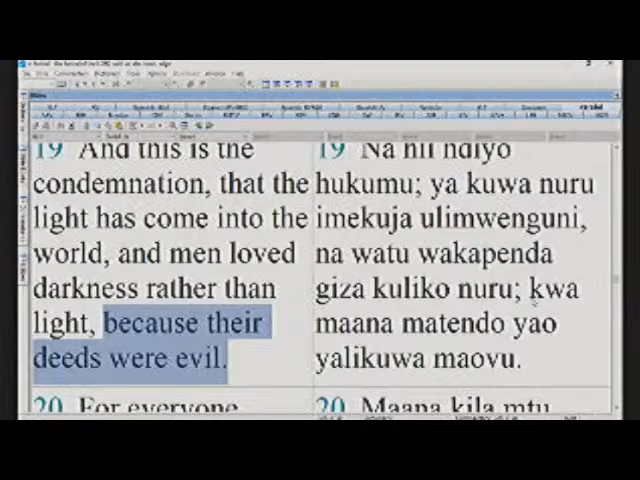 19 And this is the
condemnation, that the
light has come into the
world, and men loved
darkness rather than
light, because their
deeds were evil.
20 For everyone
19 Na hii ndiyo
hukumu; ya kuwa nuru
imekuja ulimwenguni,
na watu wakapenda
giza kuliko nuru; kwa
maana matendo yao
yalikuwa maovu.
20 Maana kila mtu